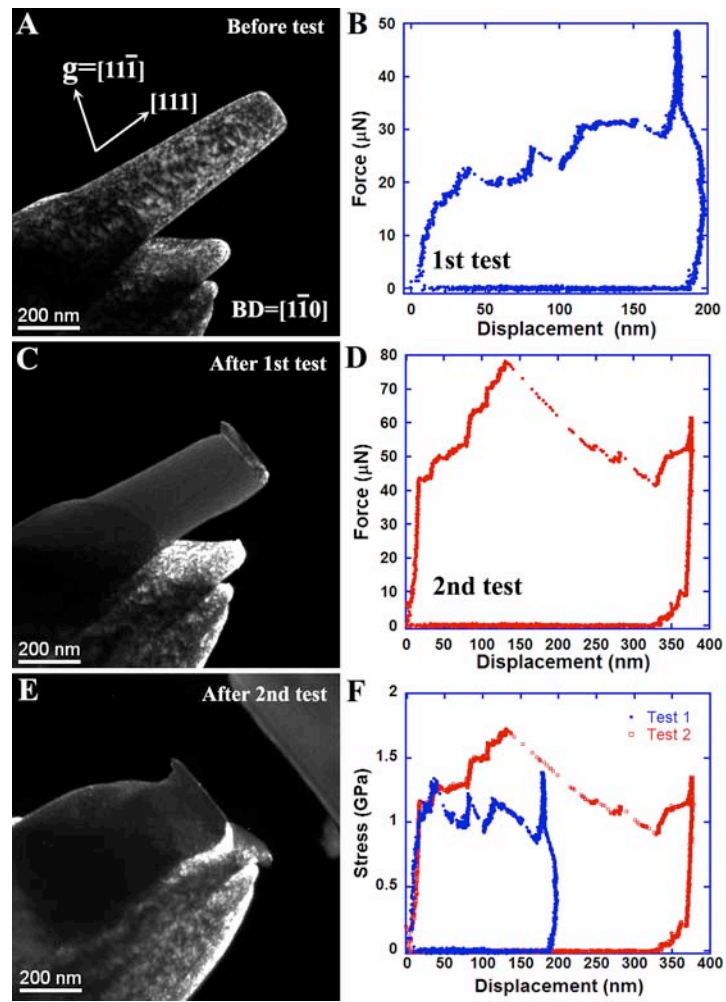 A
Before test
g=[11̄1̄]
[111]
BD=[11̄0]
200 nm
B
50
40
30
20
10
0
Force (µN)
1st test
0
50
100
150
200
Displacement (nm)
C
After 1st test
200 nm
D
80
70
60
50
40
30
20
10
0
Force (µN)
2nd test
0
50
100
150
200
250
300
350
400
Displacement (nm)
E
After 2nd test
200 nm
F
2
1.5
1
0.5
0
Stress (GPa)
Test 1
Test 2
0
50
100
150
200
250
300
350
400
Displacement (nm)